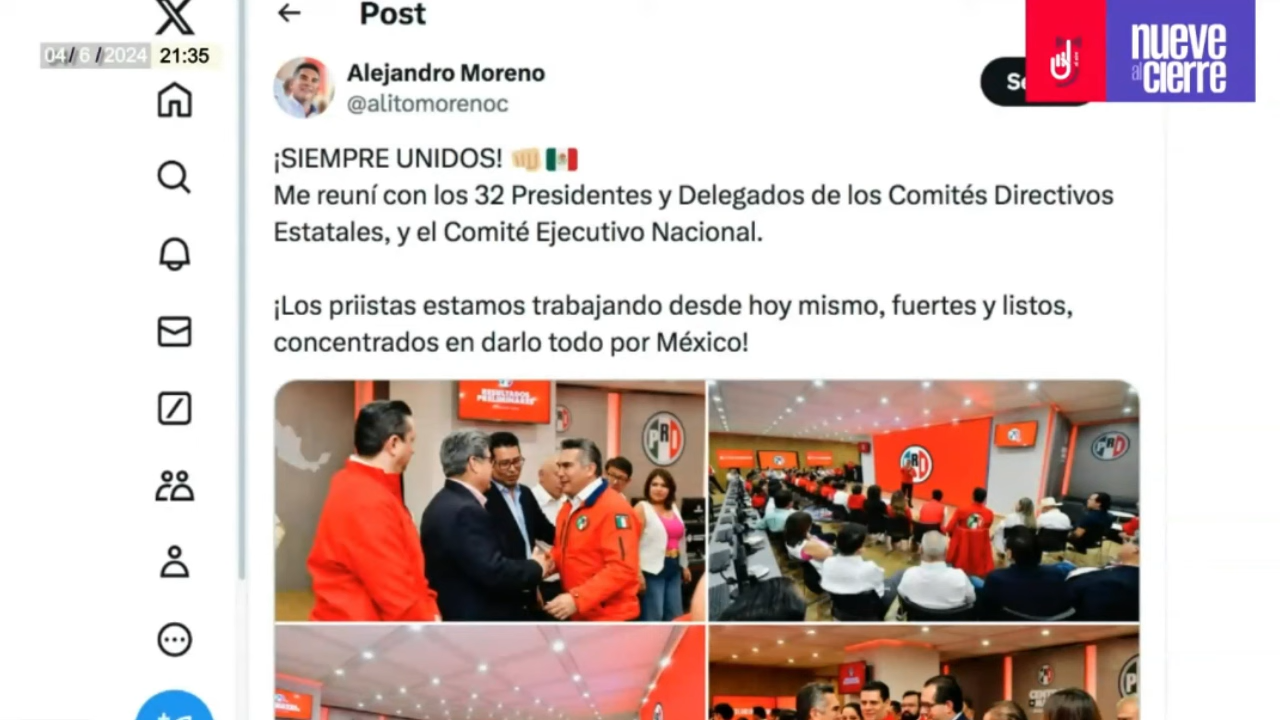 04/ 6 /2024 21:35
Post
nueve
al cierre
Alejandro Moreno
@alitomorenoc
¡SIEMPRE UNIDOS!
Me reuní con los 32 Presidentes y Delegados de los Comités Directivos
Estatales, y el Comité Ejecutivo Nacional.
¡Los priistas estamos trabajando desde hoy mismo, fuertes y listos,
concentrados en darlo todo por México!
RESULTADOS
PRELIMINARES
PRI
PRI
PRI